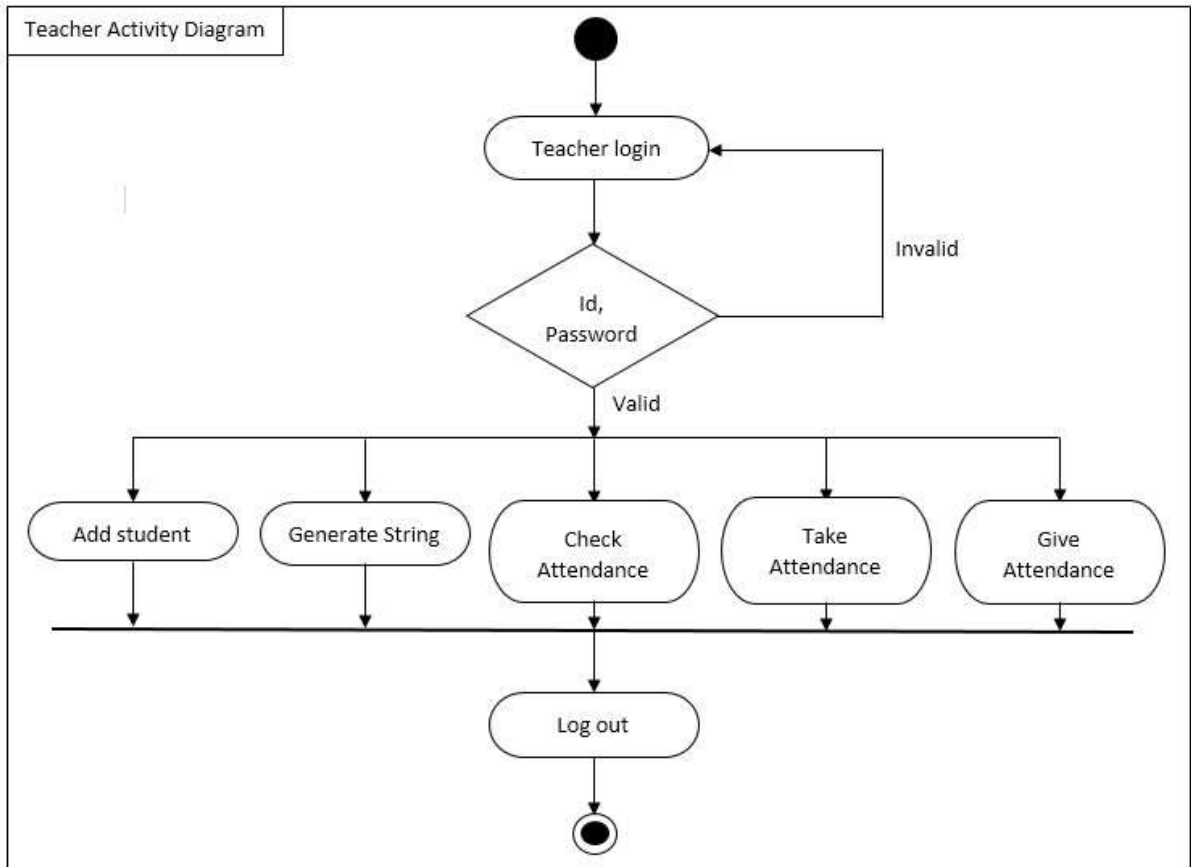 Teacher Activity Diagram
Teacher login
Invalid
Id,
Password
Valid
Add student
Generate String
Check
Attendance
Take
Attendance
Give
Attendance
Log out